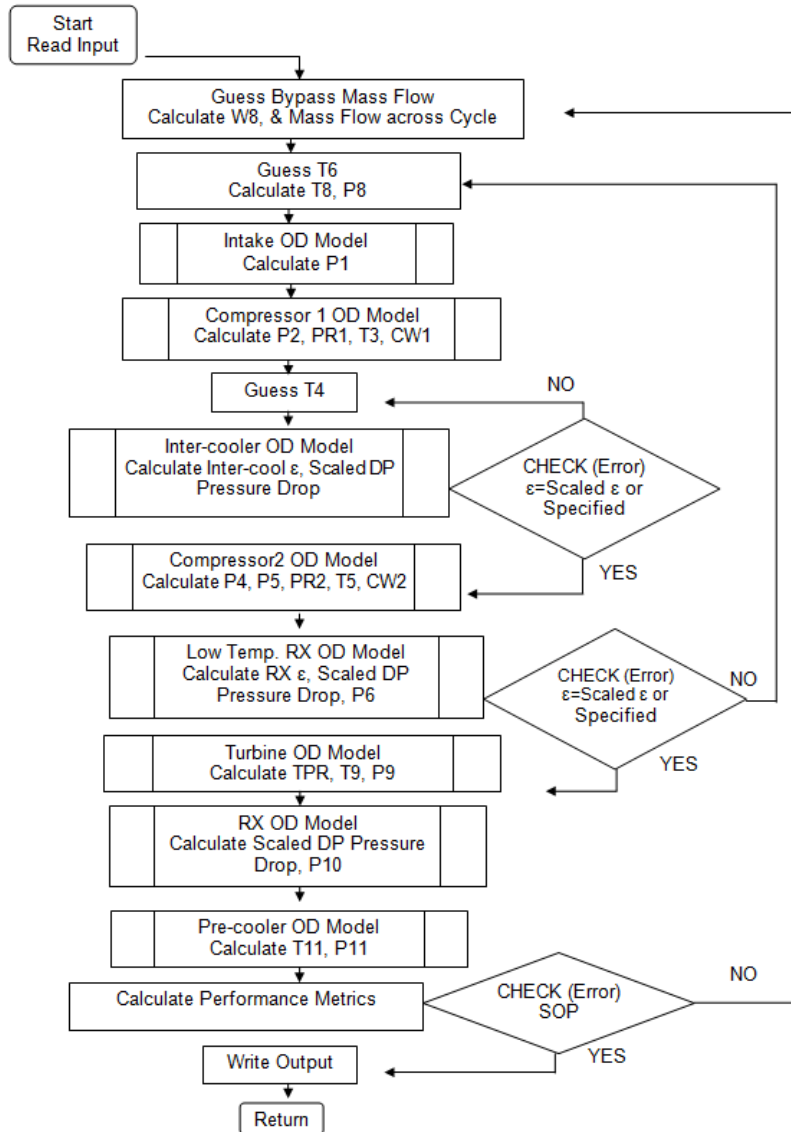 Start
Read Input
Guess Bypass Mass Flow
Calculate W8, & Mass Flow across Cycle
Guess T6
Calculate T8, P8
Intake OD Model
Calculate P1
Compressor 1 OD Model
Calculate P2, PR1, T3, CW1
Guess T4
NO
Inter-cooler OD Model
Calculate Inter-cool ε, Scaled DP
Pressure Drop
CHECK (Error)
ε=Scaled ε or
Specified
YES
Compressor2 OD Model
Calculate P4, P5, PR2, T5, CW2
Low Temp. RX OD Model
Calculate RX ε, Scaled DP
Pressure Drop, P6
CHECK (Error)
ε=Scaled ε or
Specified
NO
YES
Turbine OD Model
Calculate TPR, T9, P9
RX OD Model
Calculate Scaled DP Pressure
Drop, P10
Pre-cooler OD Model
Calculate T11, P11
Calculate Performance Metrics
CHECK (Error)
SOP
NO
YES
Write Output
Return